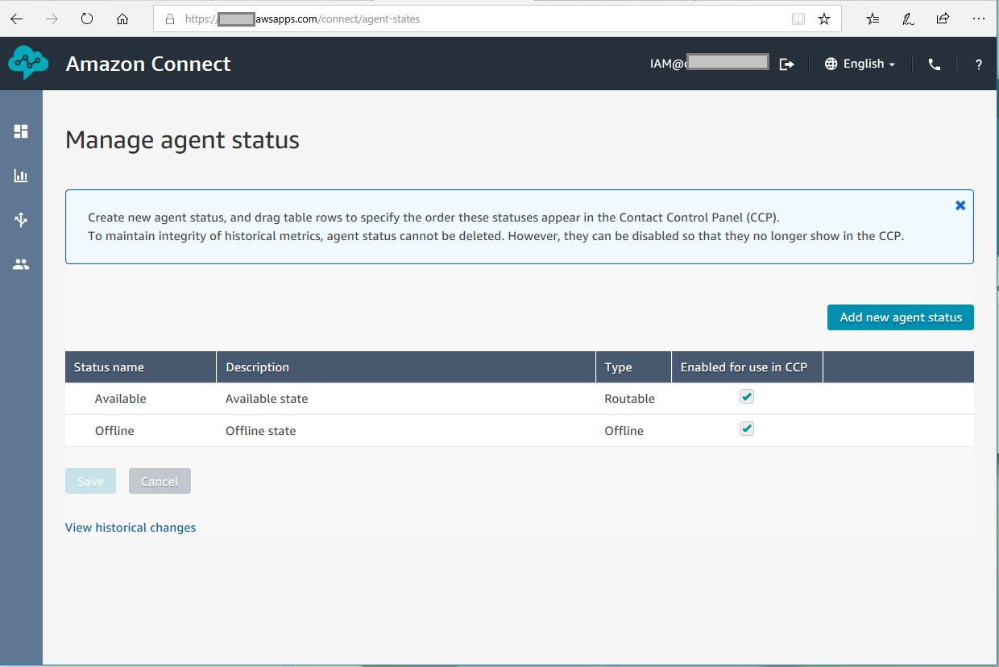 https:// awsapps.com/connect/agent-states
Amazon Connect
IAM@
English
?
Manage agent status
Create new agent status, and drag table rows to specify the order these statuses appear in the Contact Control Panel (CCP).
To maintain integrity of historical metrics, agent status cannot be deleted. However, they can be disabled so that they no longer show in the CCP.
Add new agent status
Status name Description Type Enabled for use in CCP
Available Available state Routable
Offline Offline state Offline
Save Cancel
View historical changes